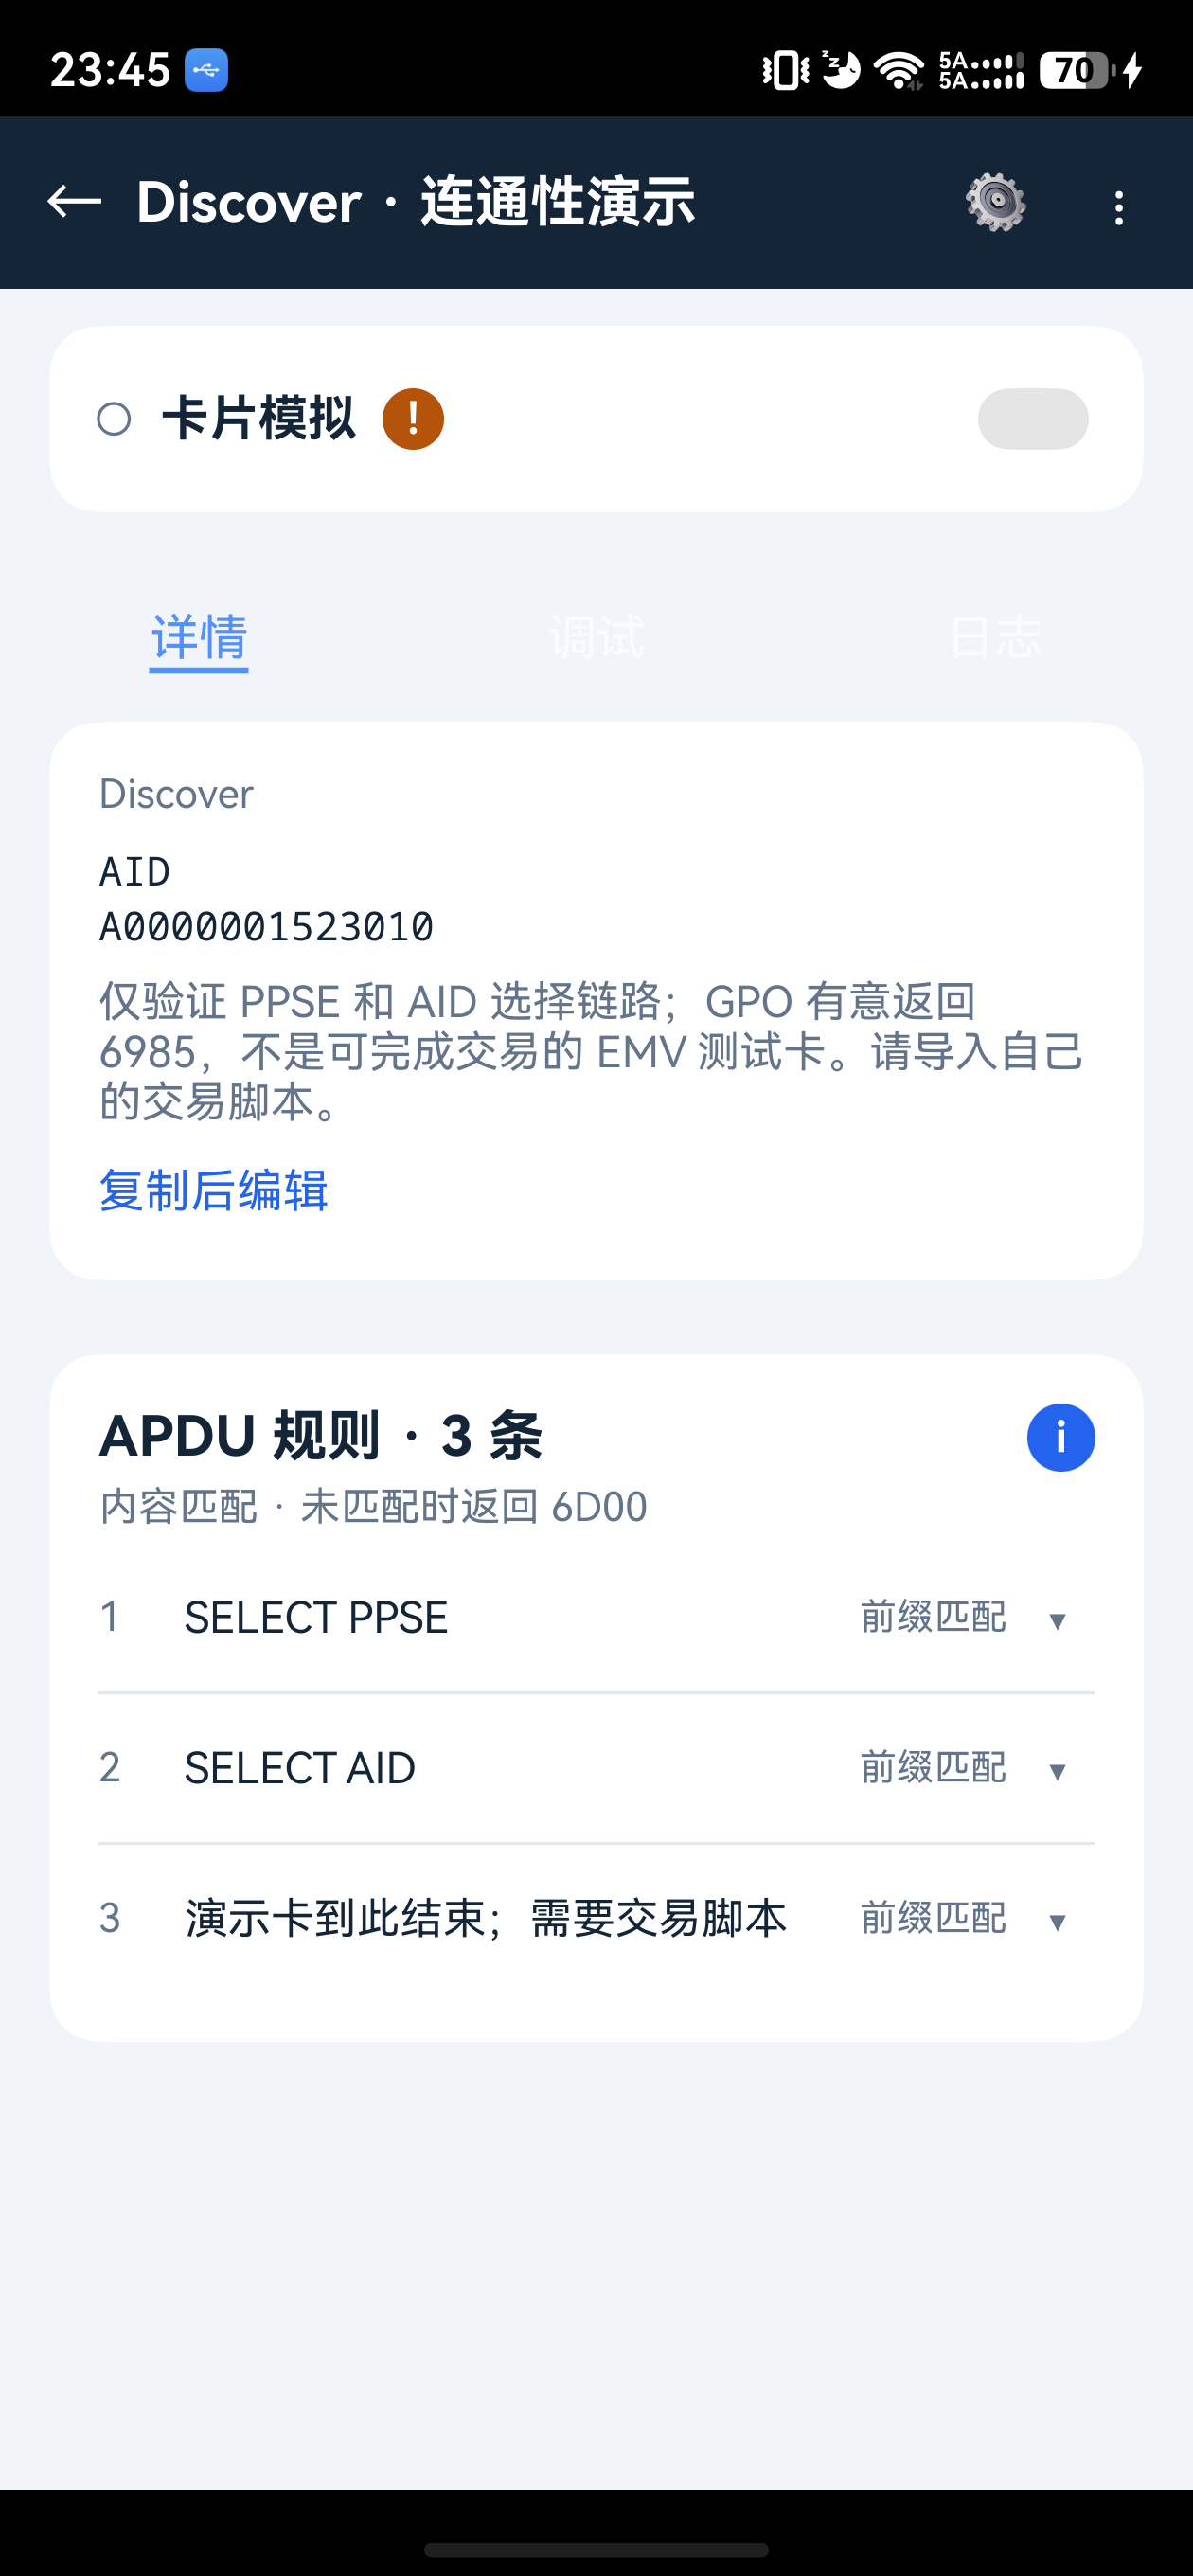 23:45
5A
5A
70
Discover · 连通性演示
卡片模拟 !
详情 调试 日志
Discover
AID
A0000001523010
仅验证 PPSE 和 AID 选择链路；GPO 有意返回
6985，不是可完成交易的 EMV 测试卡。请导入自己
的交易脚本。
复制后编辑
APDU 规则 · 3 条 i
内容匹配 · 未匹配时返回 6D00
1 SELECT PPSE 前缀匹配
2 SELECT AID 前缀匹配
3 演示卡到此结束；需要交易脚本 前缀匹配